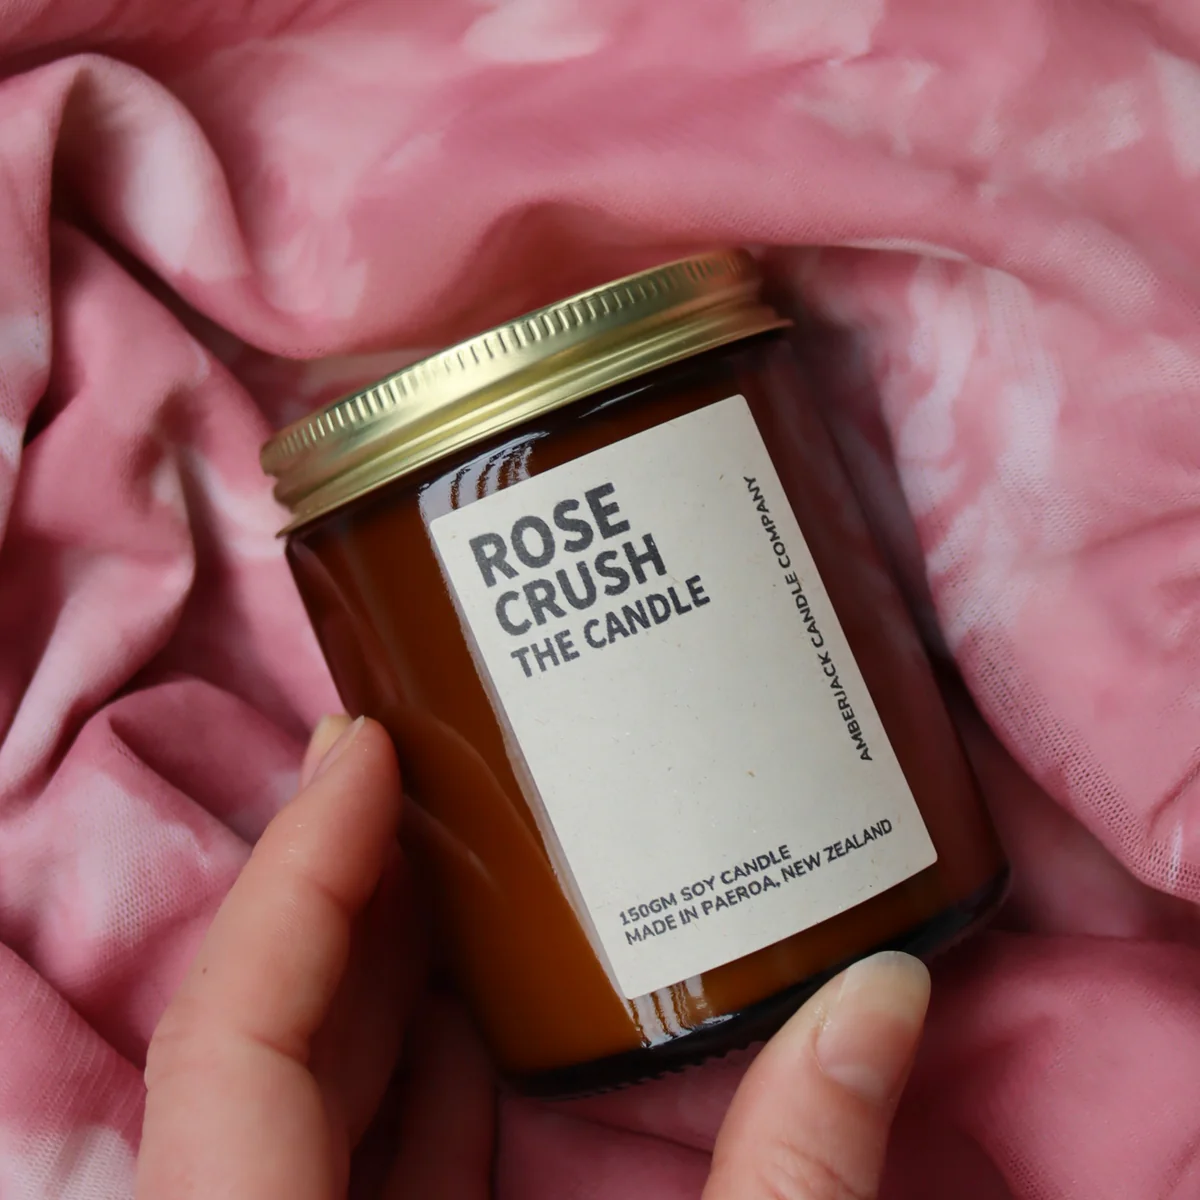 ROSE
CRUSH
THE CANDLE
AMBERJACK CANDLE COMPANY
150GM SOY CANDLE
MADE IN PAEROA, NEW ZEALAND